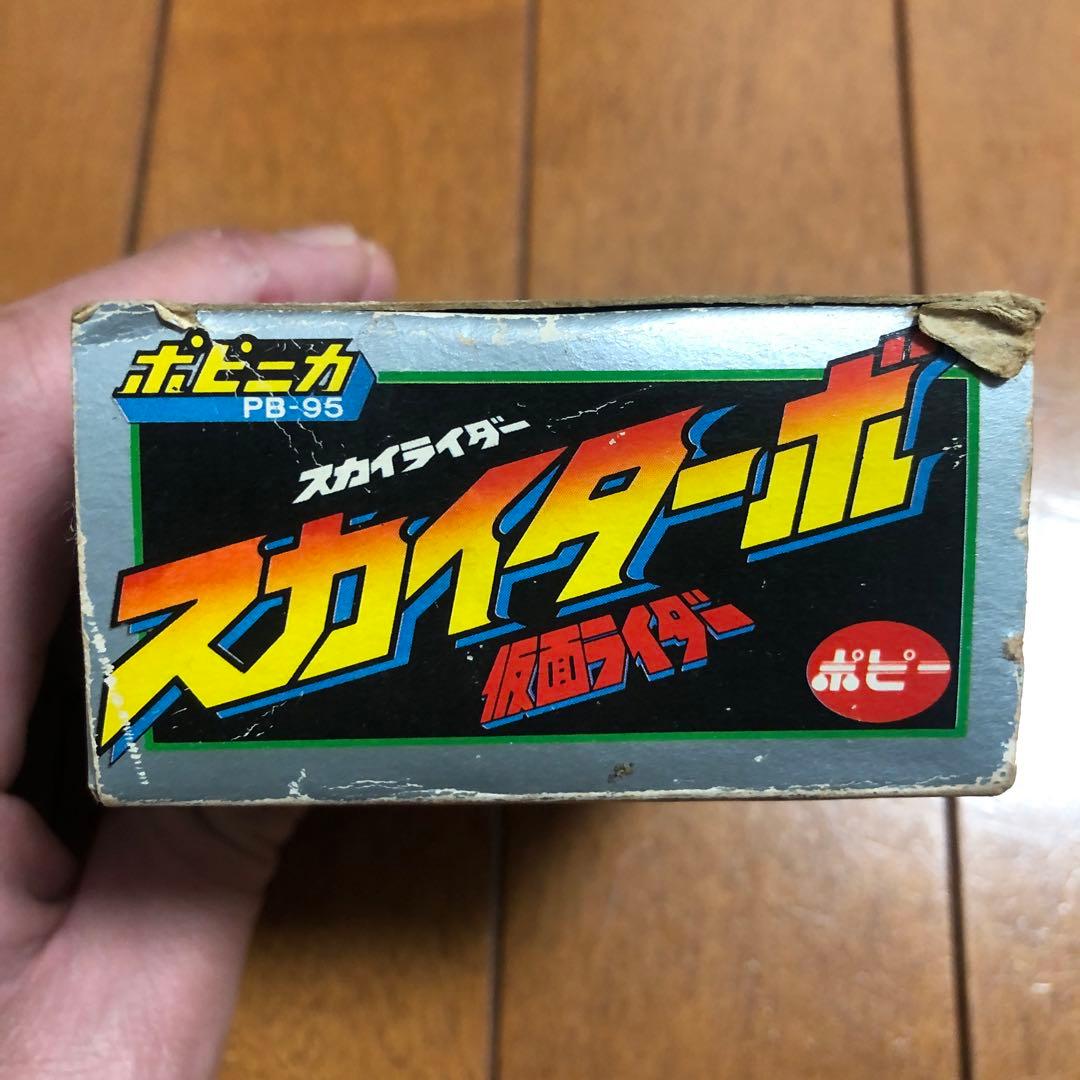 ポピニカ
PB-95
スカイライダー
スカイターボ
仮面ライダー
ポピー